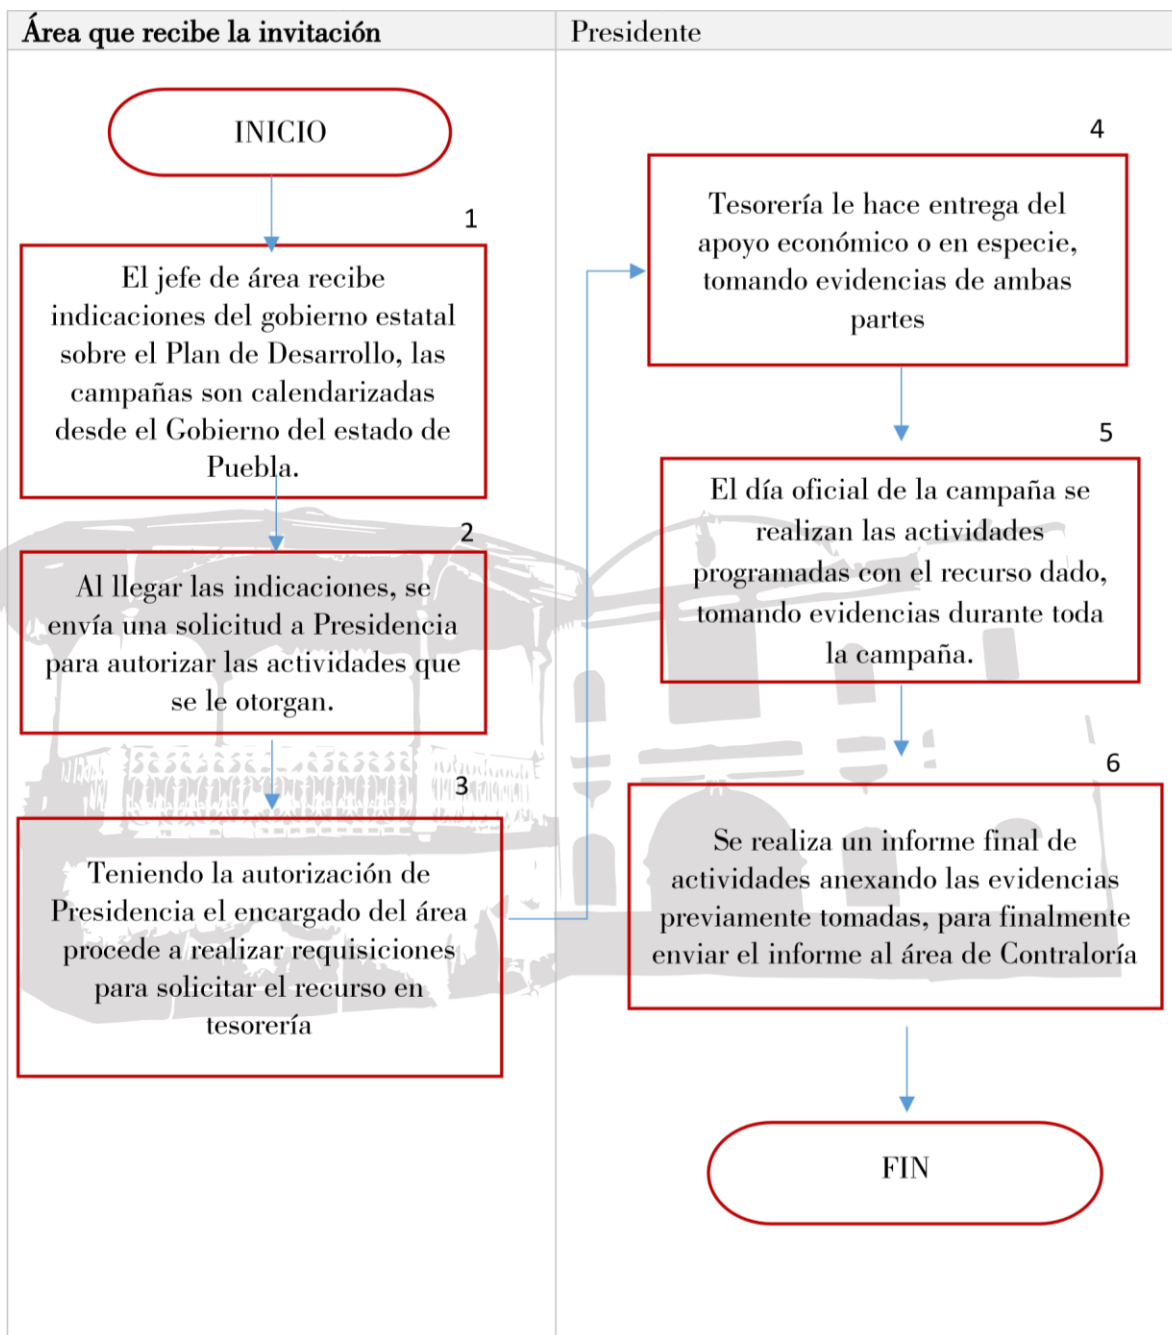 Área que recibe la invitación
INICIO
1
El jefe de área recibe
indicaciones del gobierno estatal
sobre el Plan de Desarrollo, las
campañas son calendarizadas
desde el Gobierno del estado de
Puebla.
2
Al llegar las indicaciones, se
envía una solicitud a Presidencia
para autorizar las actividades que
se le otorgan.
3
Teniendo la autorización de
Presidencia el encargado del área
procede a realizar requisiciones
para solicitar el recurso en
tesorería
Presidente
4
Tesorería le hace entrega del
apoyo económico o en especie,
tomando evidencias de ambas
partes
5
El día oficial de la campaña se
realizan las actividades
programadas con el recurso dado,
tomando evidencias durante toda
la campaña.
6
Se realiza un informe final de
actividades anexando las evidencias
previamente tomadas, para finalmente
enviar el informe al área de Contraloría
FIN